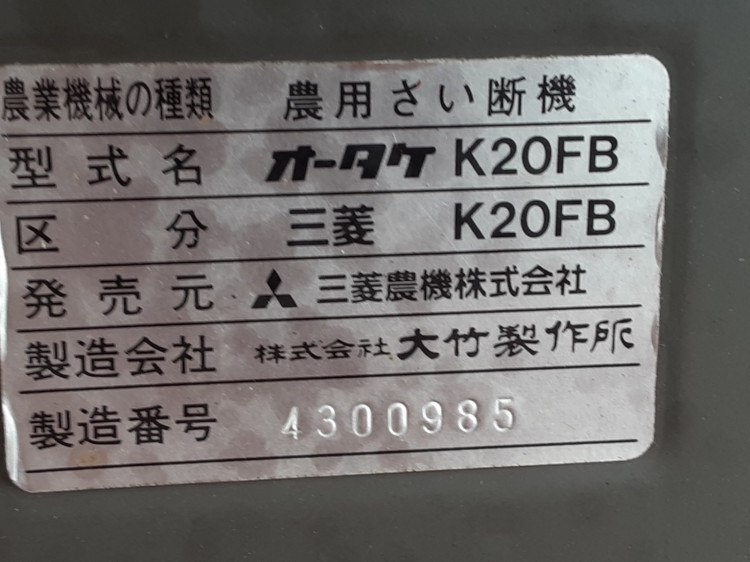 農業機械の種類 農用さい断機
型式名 オータケ K20FB
区分 三菱 K20FB
発売元 三菱農機株式会社
製造会社 株式会社 大竹製作所
製造番号 4300985